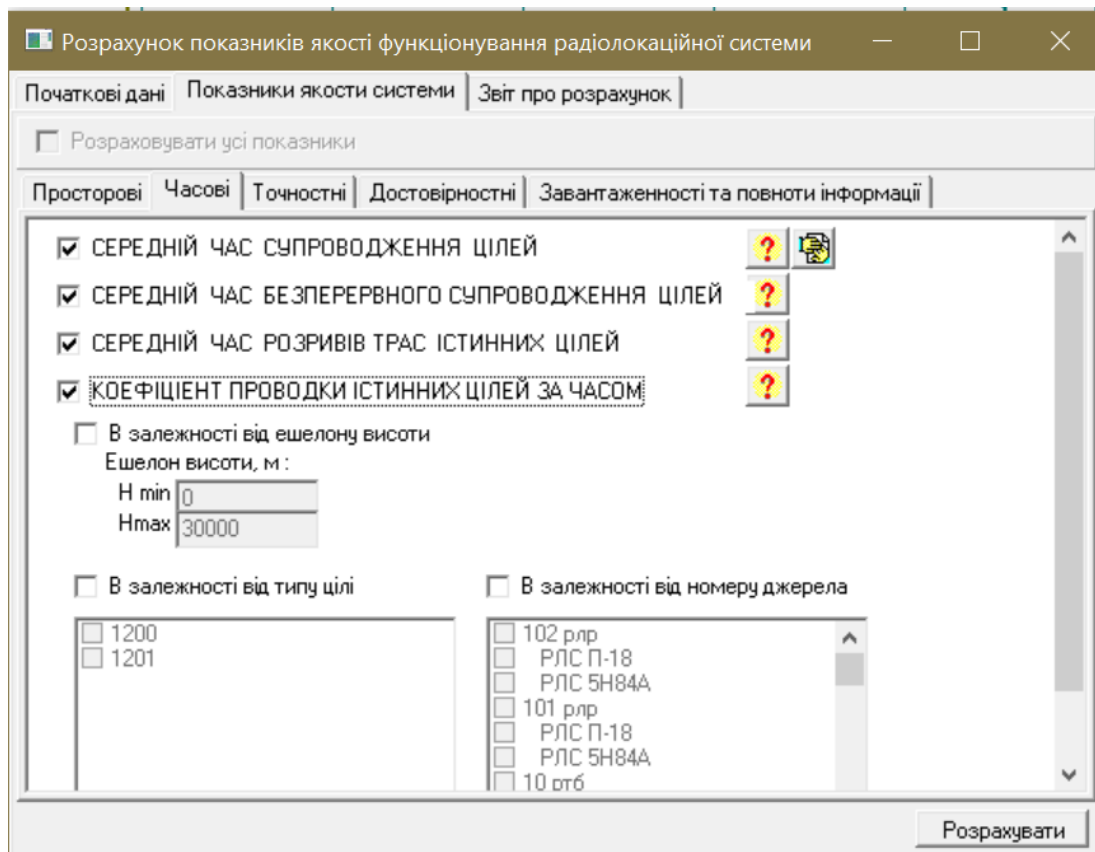 Розрахунок показників якості функціонування радіолокаційної системи
Початкові дані Показники якости системи Звіт про розрахунок
Розраховувати усі показники
Просторові Часові Точностні Достовірностні Завантаженності та повноти інформації
СЕРЕДНІЙ ЧАС СУПРОВОДЖЕННЯ ЦІЛЕЙ ?
СЕРЕДНІЙ ЧАС БЕЗПЕРЕРВНОГО СУПРОВОДЖЕННЯ ЦІЛЕЙ ?
СЕРЕДНІЙ ЧАС РОЗРИВІВ ТРАС ІСТИННИХ ЦІЛЕЙ ?
КОЕФІЦІЕНТ ПРОВОДКИ ІСТИННИХ ЦІЛЕЙ ЗА ЧАСОМ ?
В залежності від ешелону висоти
Ешелон висоти, м :
H min 0
Hmax 30000
В залежності від типу цілі
1200
1201
В залежності від номеру джерела
102 рлр
РЛС П-18
РЛС 5Н84А
101 рлр
РЛС П-18
РЛС 5Н84А
10 ртб
Розрахувати